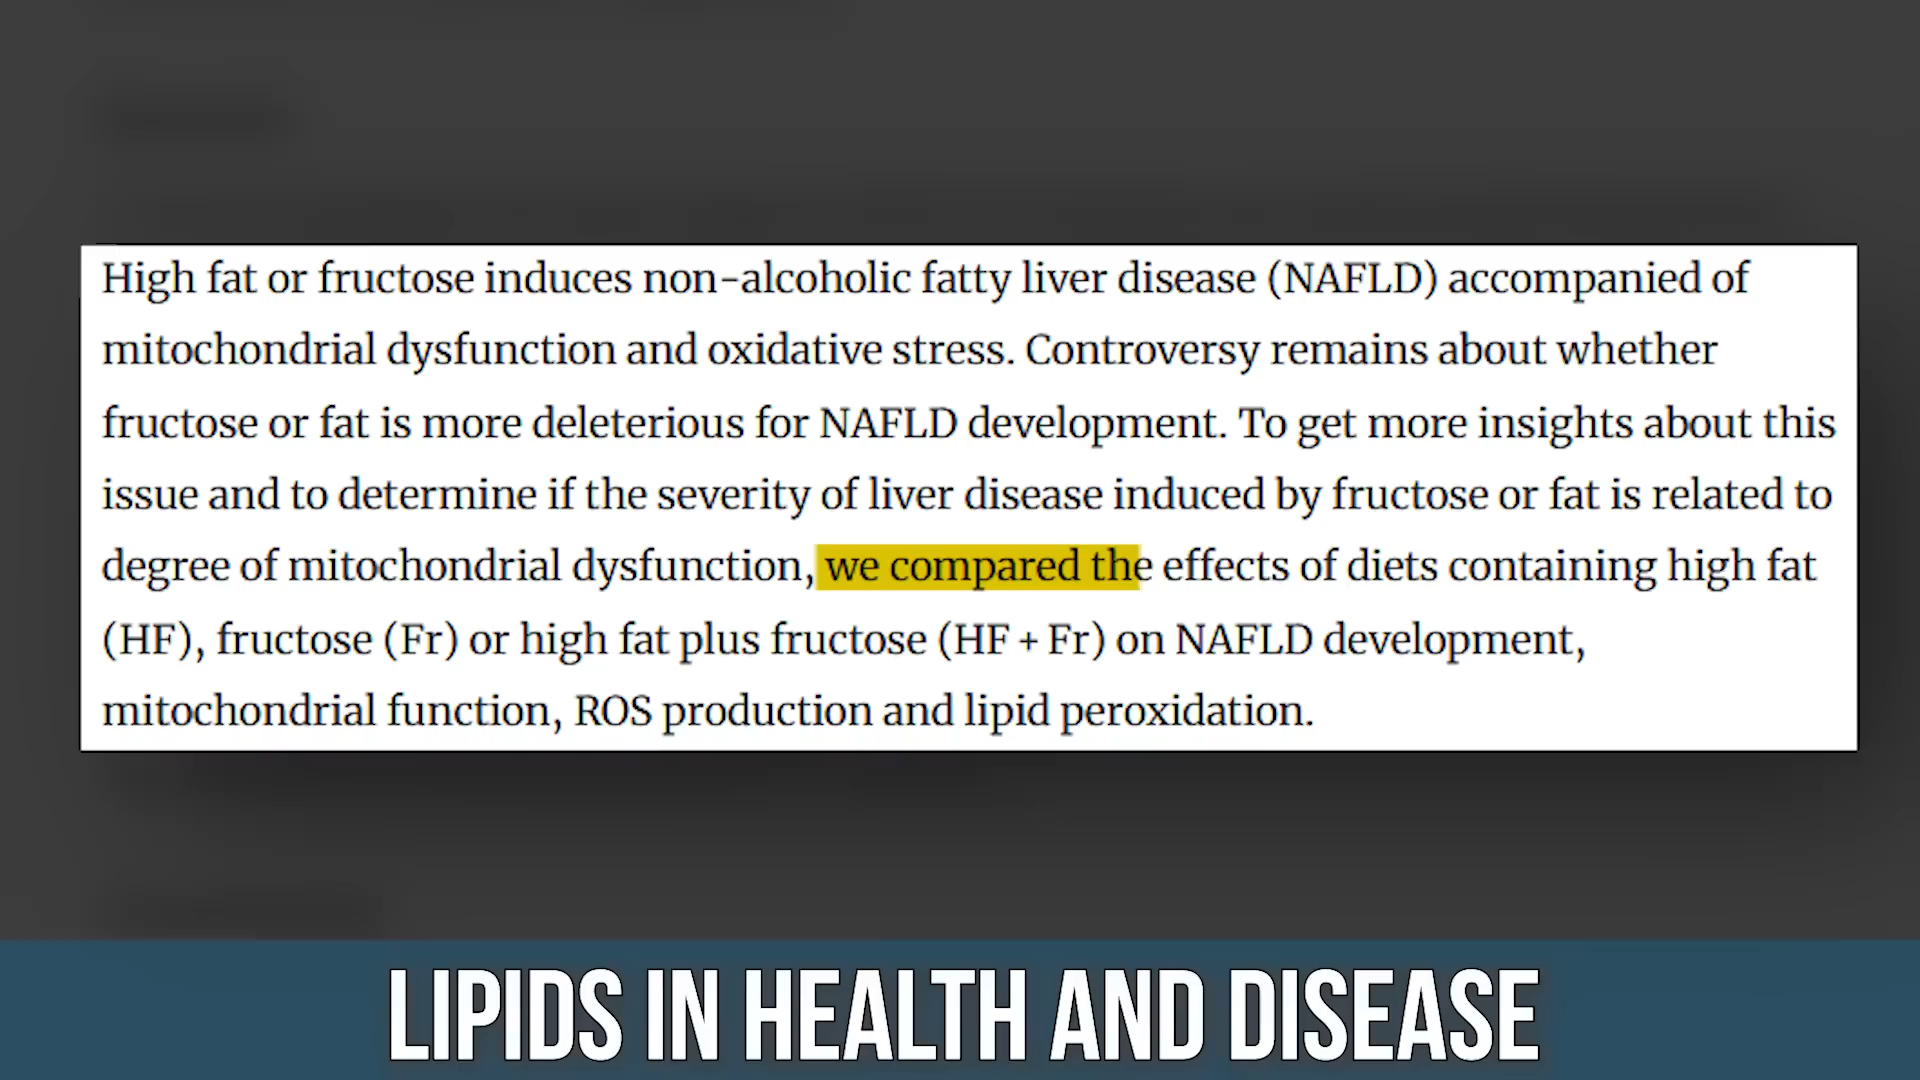 High fat or fructose induces non-alcoholic fatty liver disease (NAFLD) accompanied of
mitochondrial dysfunction and oxidative stress. Controversy remains about whether
fructose or fat is more deleterious for NAFLD development. To get more insights about this
issue and to determine if the severity of liver disease induced by fructose or fat is related to
degree of mitochondrial dysfunction, we compared the effects of diets containing high fat
(HF), fructose (Fr) or high fat plus fructose (HF + Fr) on NAFLD development,
mitochondrial function, ROS production and lipid peroxidation.
LIPIDS IN HEALTH AND DISEASE